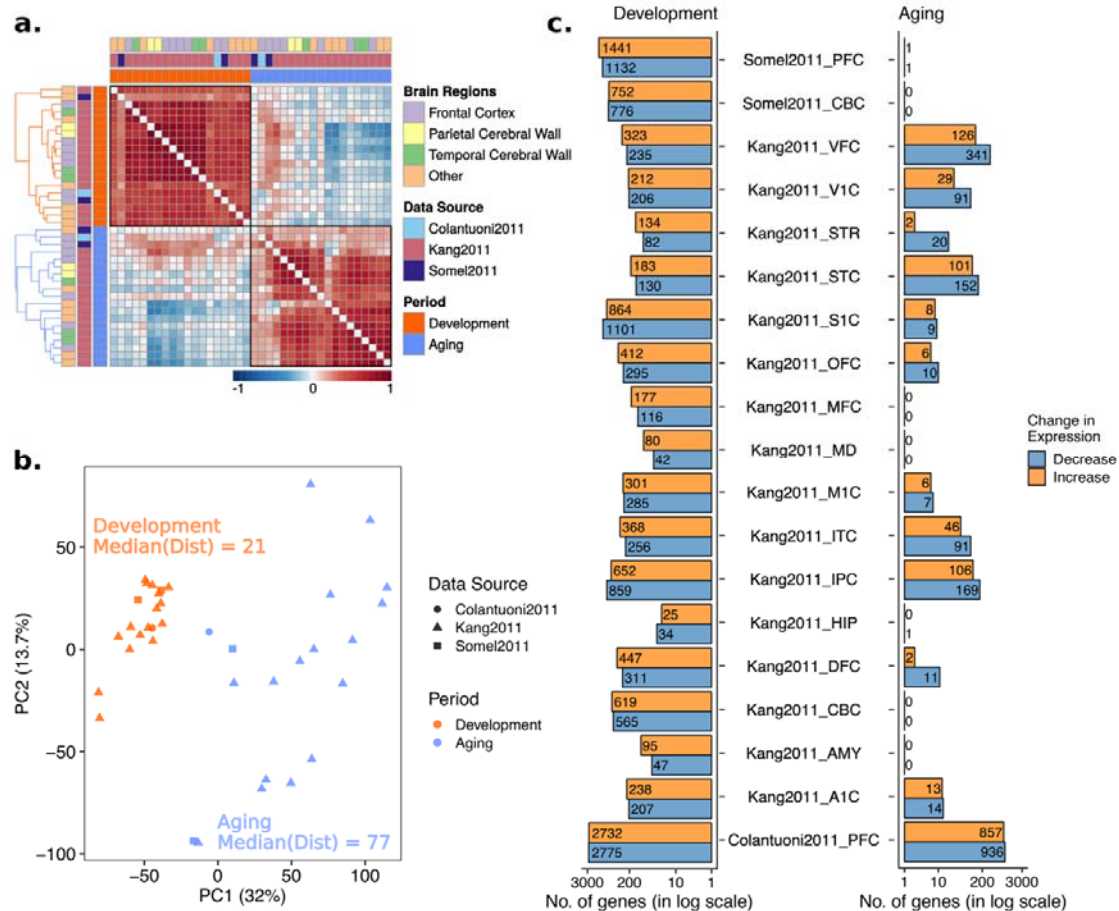 a.
Brain Regions
Frontal Cortex
Parietal Cerebral Wall
Temporal Cerebral Wall
Other
Data Source
Colantuoni2011
Kang2011
Somel2011
Period
Development
Aging
-1 0 1
b.
Development
Median(Dist) = 21
Aging
Median(Dist) = 77
PC2 (13.7%)
50
0
−50
−100
−50 0 50 100
PC1 (32%)
Data Source
Colantuoni2011
Kang2011
Somel2011
Period
Development
Aging
c.
Development Aging
1441 1
Somel2011_PFC
1132 1
752 0
Somel2011_CBC
776 0
323 126
Kang2011_VFC
235 341
212 29
Kang2011_V1C
206 91
134 2
Kang2011_STR
82 20
183 101
Kang2011_STC
130 152
864 8
Kang2011_S1C
1101 9
412 6
Kang2011_OFC
295 10
177 0
Kang2011_MFC
116 0
80 0
Kang2011_MD
42 0
301 6
Kang2011_M1C
285 7
368 46
Kang2011_ITC
256 91
652 106
Kang2011_IPC
859 169
25 0
Kang2011_HIP
34 1
447 2
Kang2011_DFC
311 11
619 0
Kang2011_CBC
565 0
95 0
Kang2011_AMY
47 0
238 13
Kang2011_A1C
207 14
2732 857
Colantuoni2011_PFC
2775 936
3000 200 10 1 1 10 200 3000
No. of genes (in log scale) No. of genes (in log scale)
Change in
Expression
Decrease
Increase